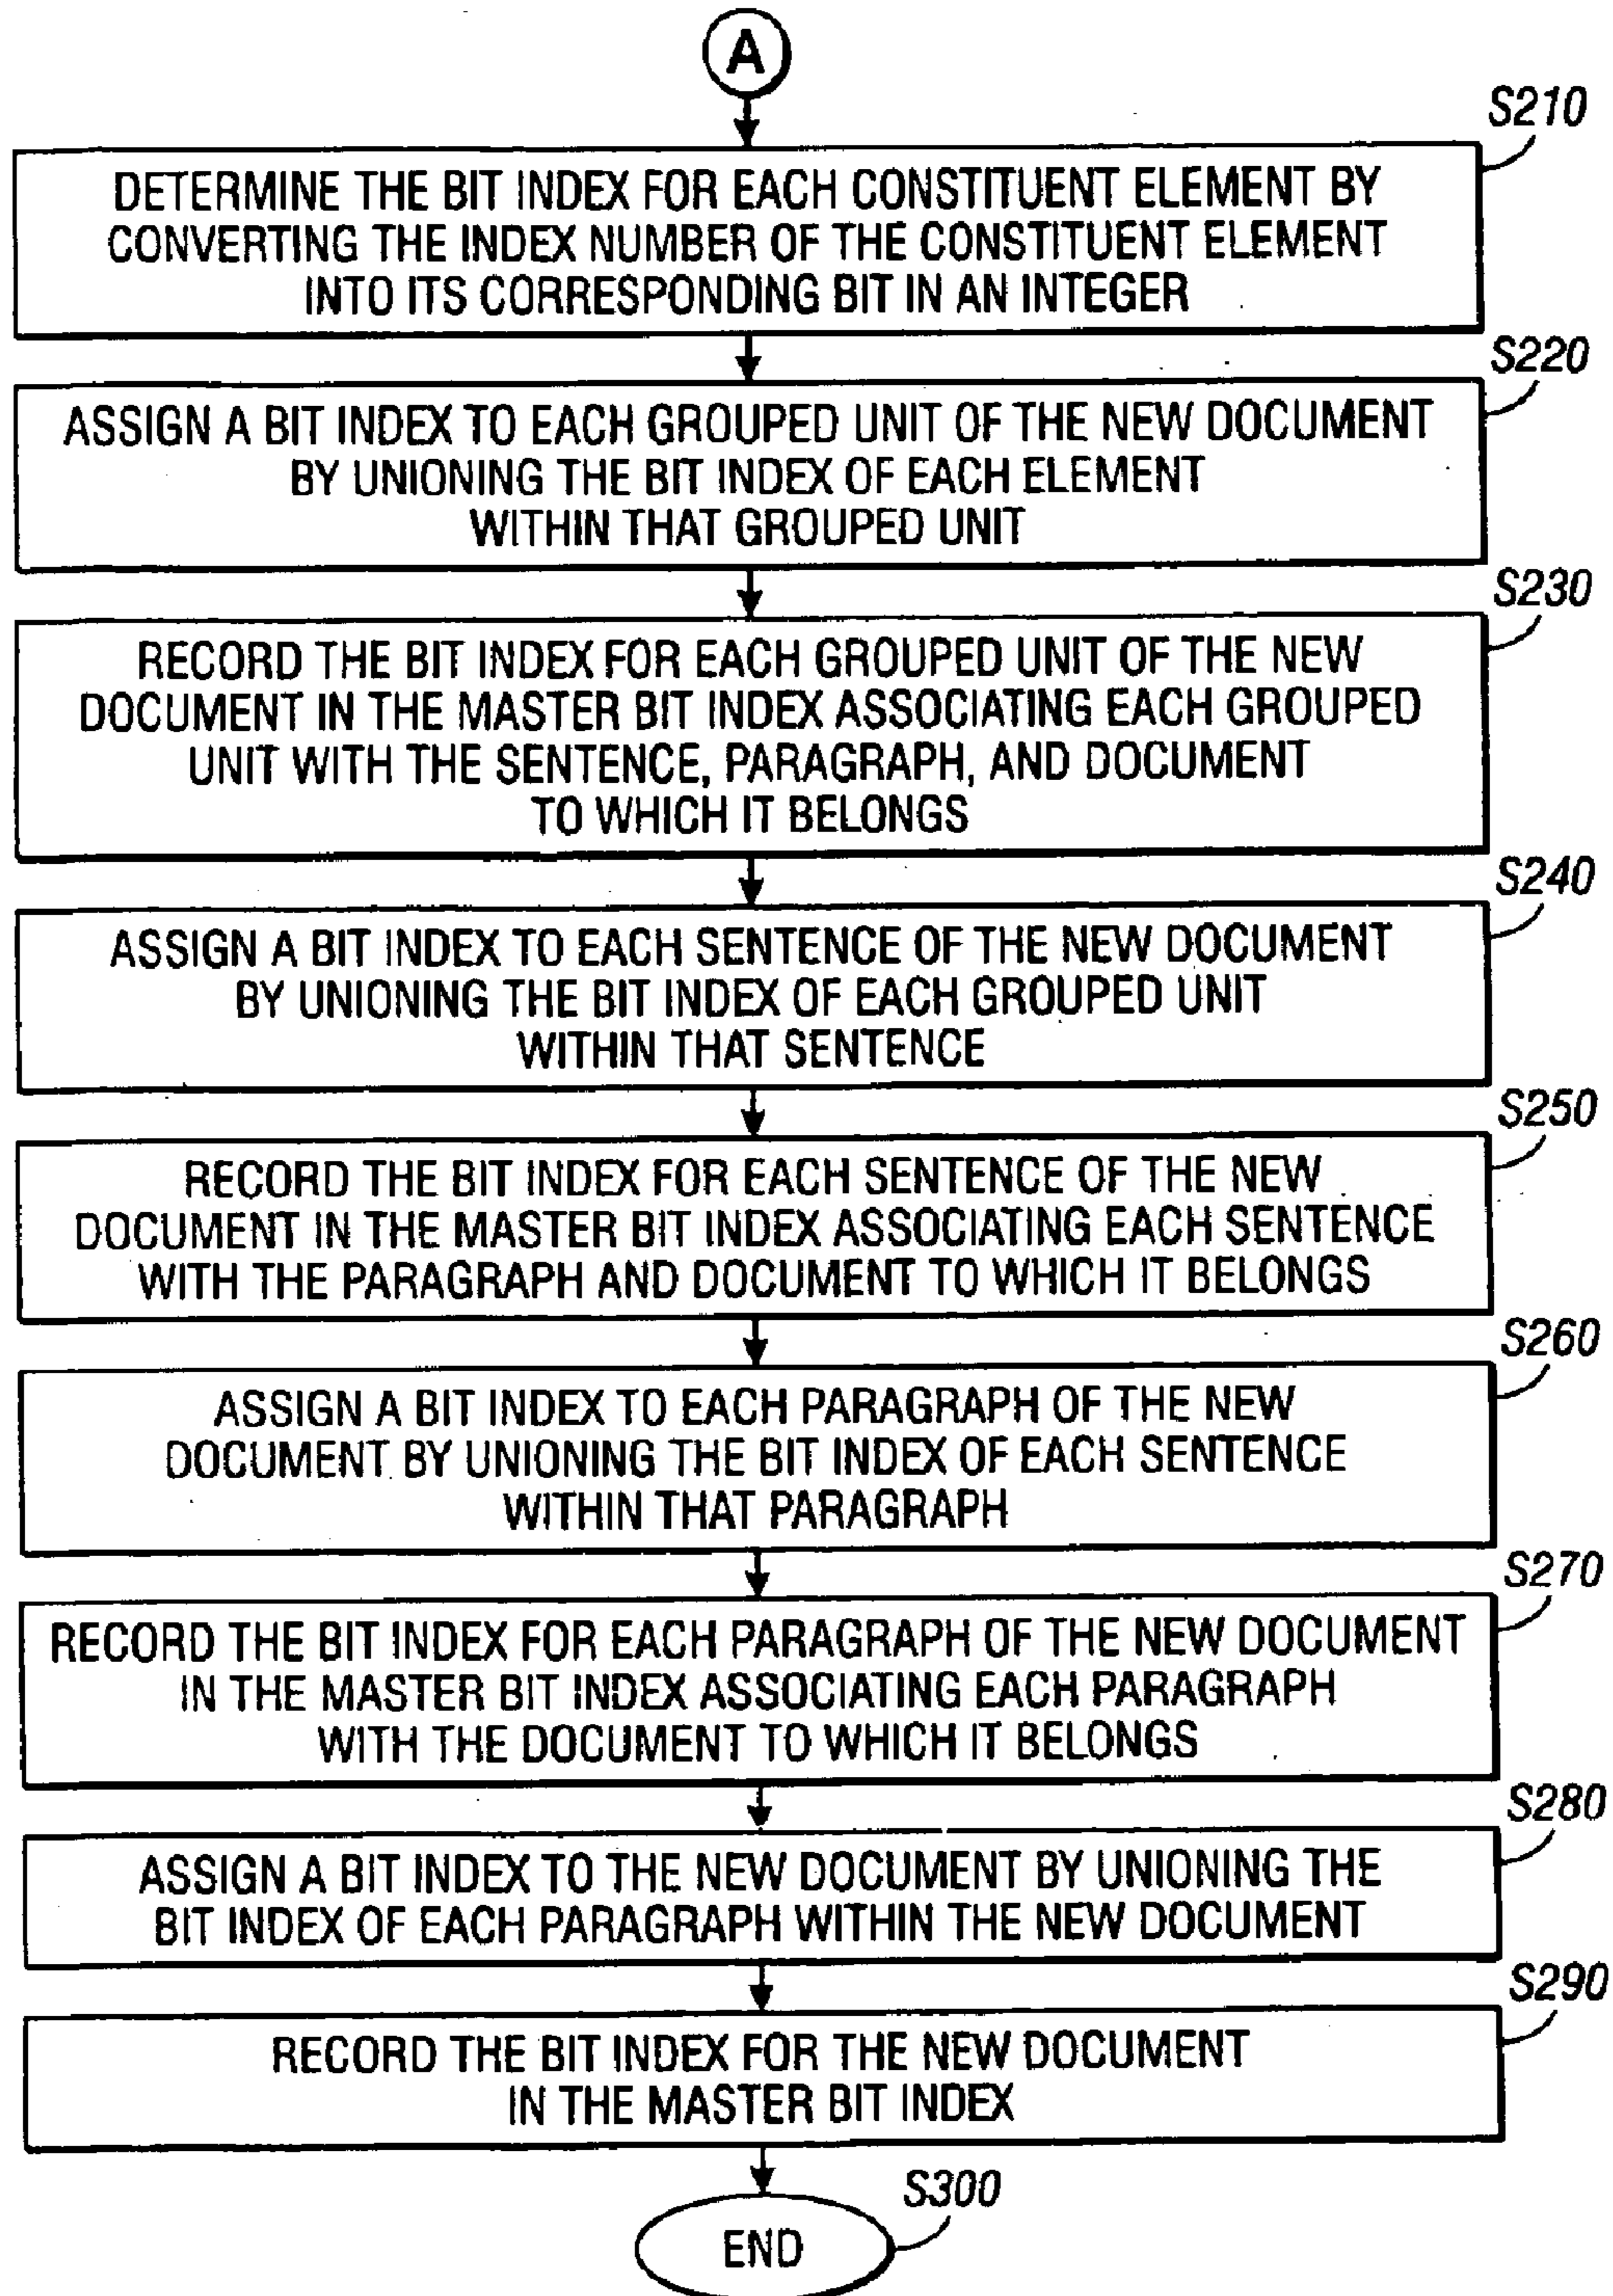 A
S210
DETERMINE THE BIT INDEX FOR EACH CONSTITUENT ELEMENT BY
CONVERTING THE INDEX NUMBER OF THE CONSTITUENT ELEMENT
INTO ITS CORRESPONDING BIT IN AN INTEGER
S220
ASSIGN A BIT INDEX TO EACH GROUPED UNIT OF THE NEW DOCUMENT
BY UNIONING THE BIT INDEX OF EACH ELEMENT
WITHIN THAT GROUPED UNIT
S230
RECORD THE BIT INDEX FOR EACH GROUPED UNIT OF THE NEW
DOCUMENT IN THE MASTER BIT INDEX ASSOCIATING EACH GROUPED
UNIT WITH THE SENTENCE, PARAGRAPH, AND DOCUMENT
TO WHICH IT BELONGS
S240
ASSIGN A BIT INDEX TO EACH SENTENCE OF THE NEW DOCUMENT
BY UNIONING THE BIT INDEX OF EACH GROUPED UNIT
WITHIN THAT SENTENCE
S250
RECORD THE BIT INDEX FOR EACH SENTENCE OF THE NEW
DOCUMENT IN THE MASTER BIT INDEX ASSOCIATING EACH SENTENCE
WITH THE PARAGRAPH AND DOCUMENT TO WHICH IT BELONGS
S260
ASSIGN A BIT INDEX TO EACH PARAGRAPH OF THE NEW
DOCUMENT BY UNIONING THE BIT INDEX OF EACH SENTENCE
WITHIN THAT PARAGRAPH
S270
RECORD THE BIT INDEX FOR EACH PARAGRAPH OF THE NEW DOCUMENT
IN THE MASTER BIT INDEX ASSOCIATING EACH PARAGRAPH
WITH THE DOCUMENT TO WHICH IT BELONGS
S280
ASSIGN A BIT INDEX TO THE NEW DOCUMENT BY UNIONING THE
BIT INDEX OF EACH PARAGRAPH WITHIN THE NEW DOCUMENT
S290
RECORD THE BIT INDEX FOR THE NEW DOCUMENT
IN THE MASTER BIT INDEX
S300
END